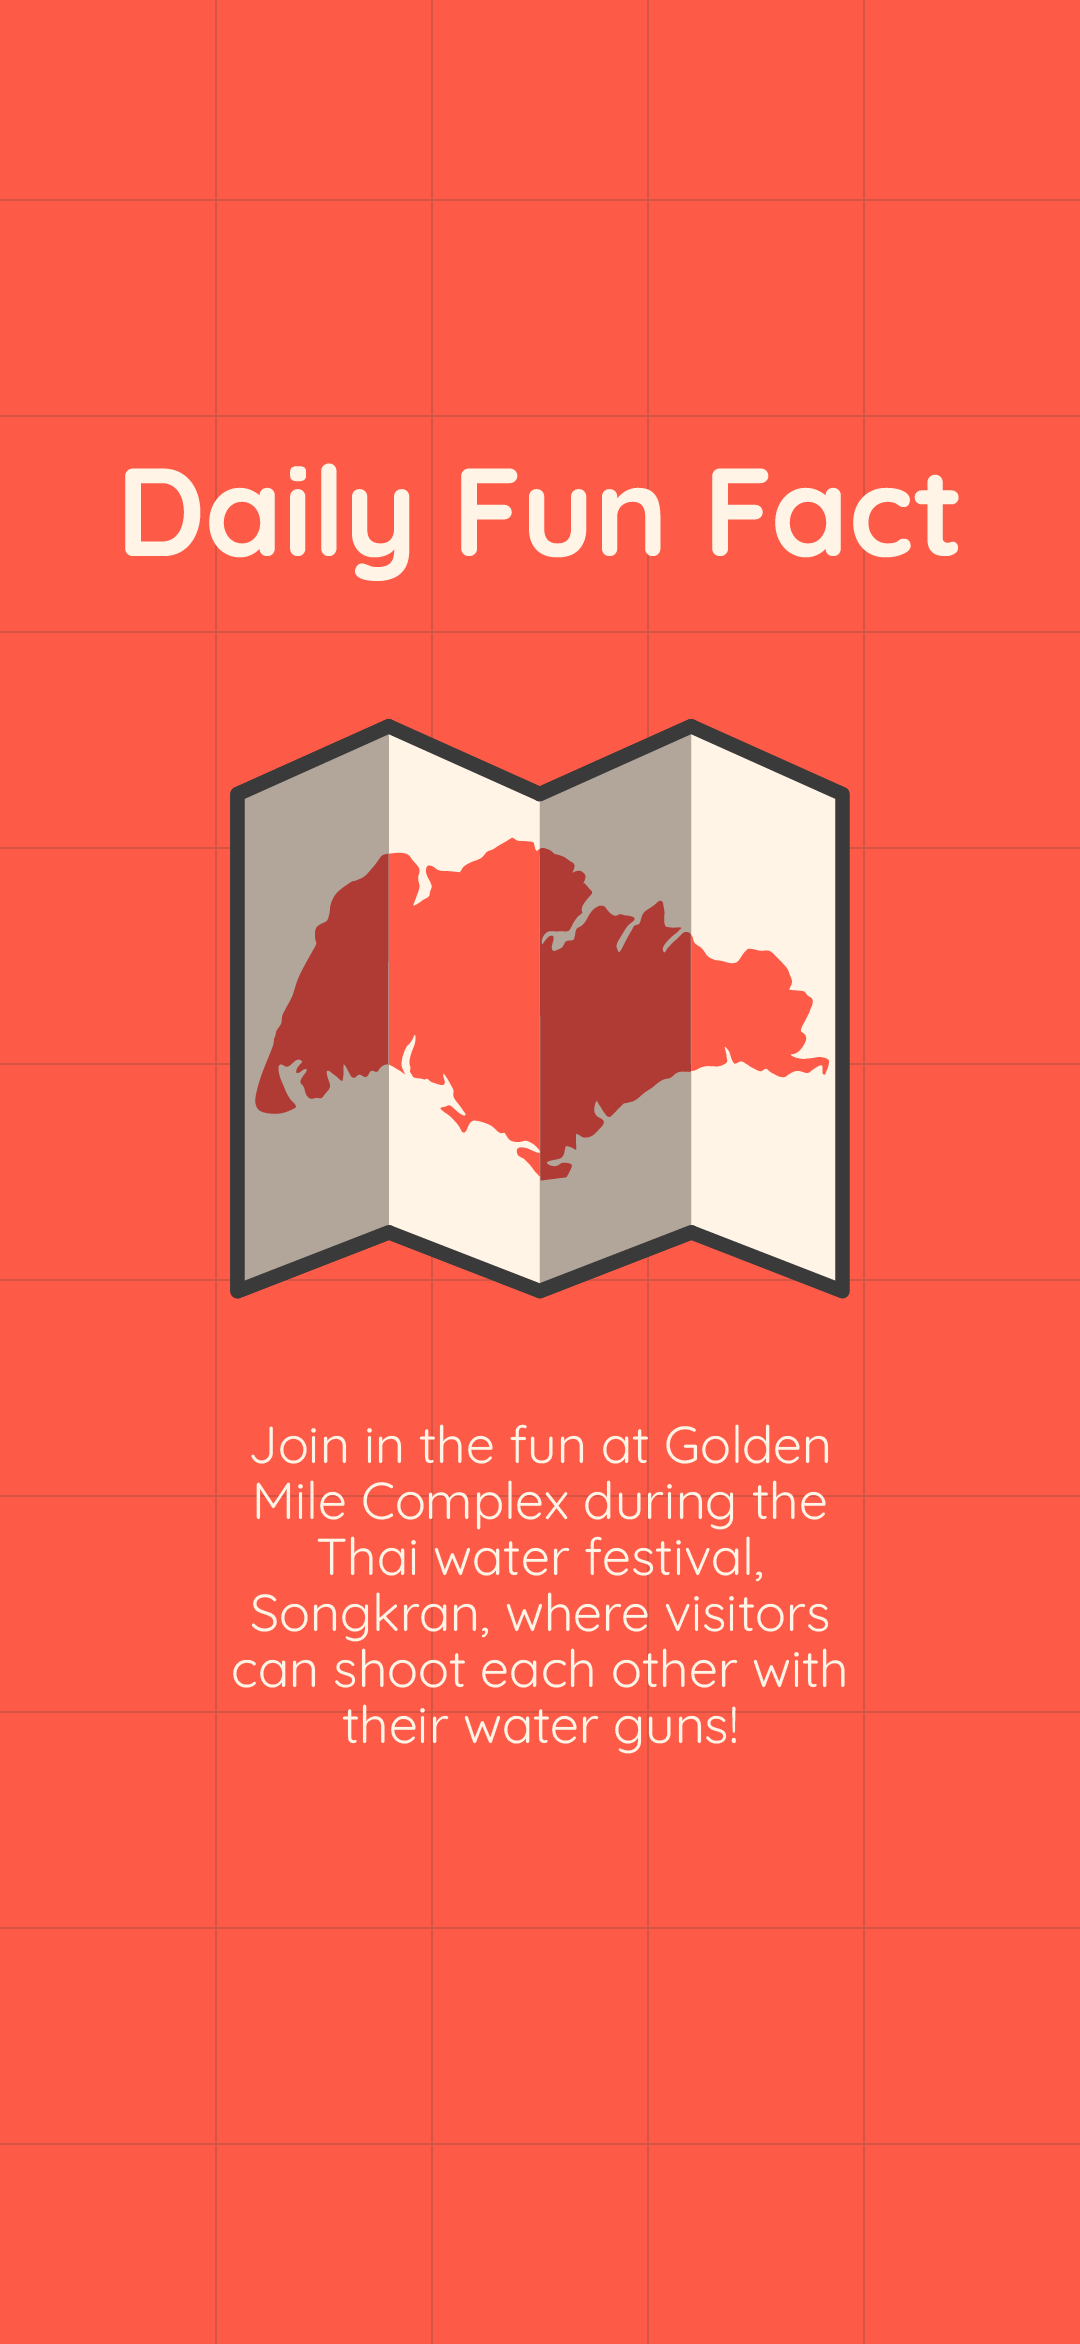 Daily Fun Fact
Join in the fun at Golden
Mile Complex during the
Thai water festival,
Songkran, where visitors
can shoot each other with
their water guns!